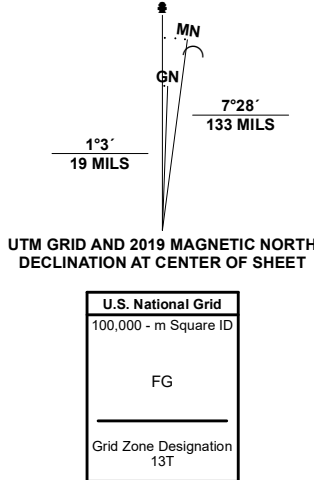 MN
GN
7°28´
133 MILS
1°3´
19 MILS
UTM GRID AND 2019 MAGNETIC NORTH
DECLINATION AT CENTER OF SHEET
U.S. National Grid
100,000 - m Square ID
FG
Grid Zone Designation
13T